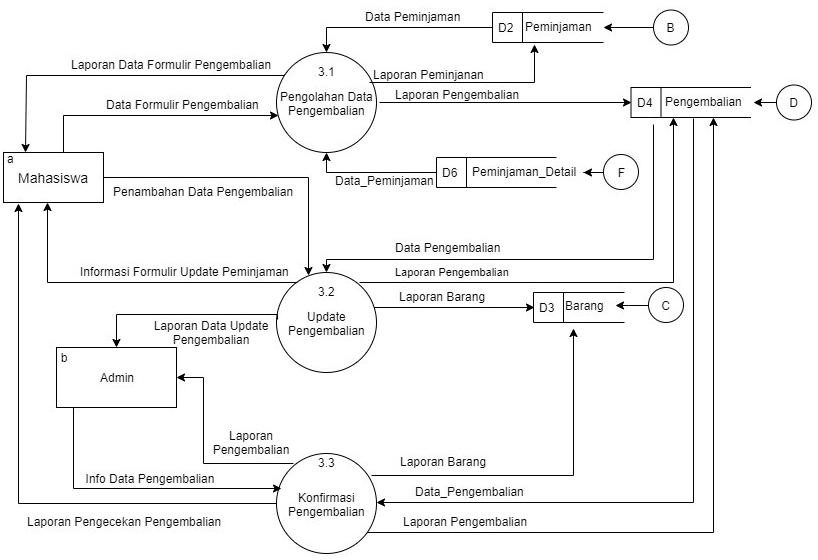 Data Peminjaman
D2
Peminjaman
B
Laporan Data Formulir Pengembalian
3.1
Laporan Peminjanan
Pengolahan Data
Pengembalian
Laporan Pengembalian
D4
Pengembalian
D
Data Formulir Pengembalian
a
Mahasiswa
Data_Peminjaman
D6
Peminjaman_Detail
F
Penambahan Data Pengembalian
Data Pengembalian
Informasi Formulir Update Peminjaman
Laporan Pengembalian
3.2
Update
Pengembalian
Laporan Barang
D3
Barang
C
Laporan Data Update
Pengembalian
b
Admin
Laporan
Pengembalian
3.3
Konfirmasi
Pengembalian
Laporan Barang
Info Data Pengembalian
Data_Pengembalian
Laporan Pengecekan Pengembalian
Laporan Pengembalian